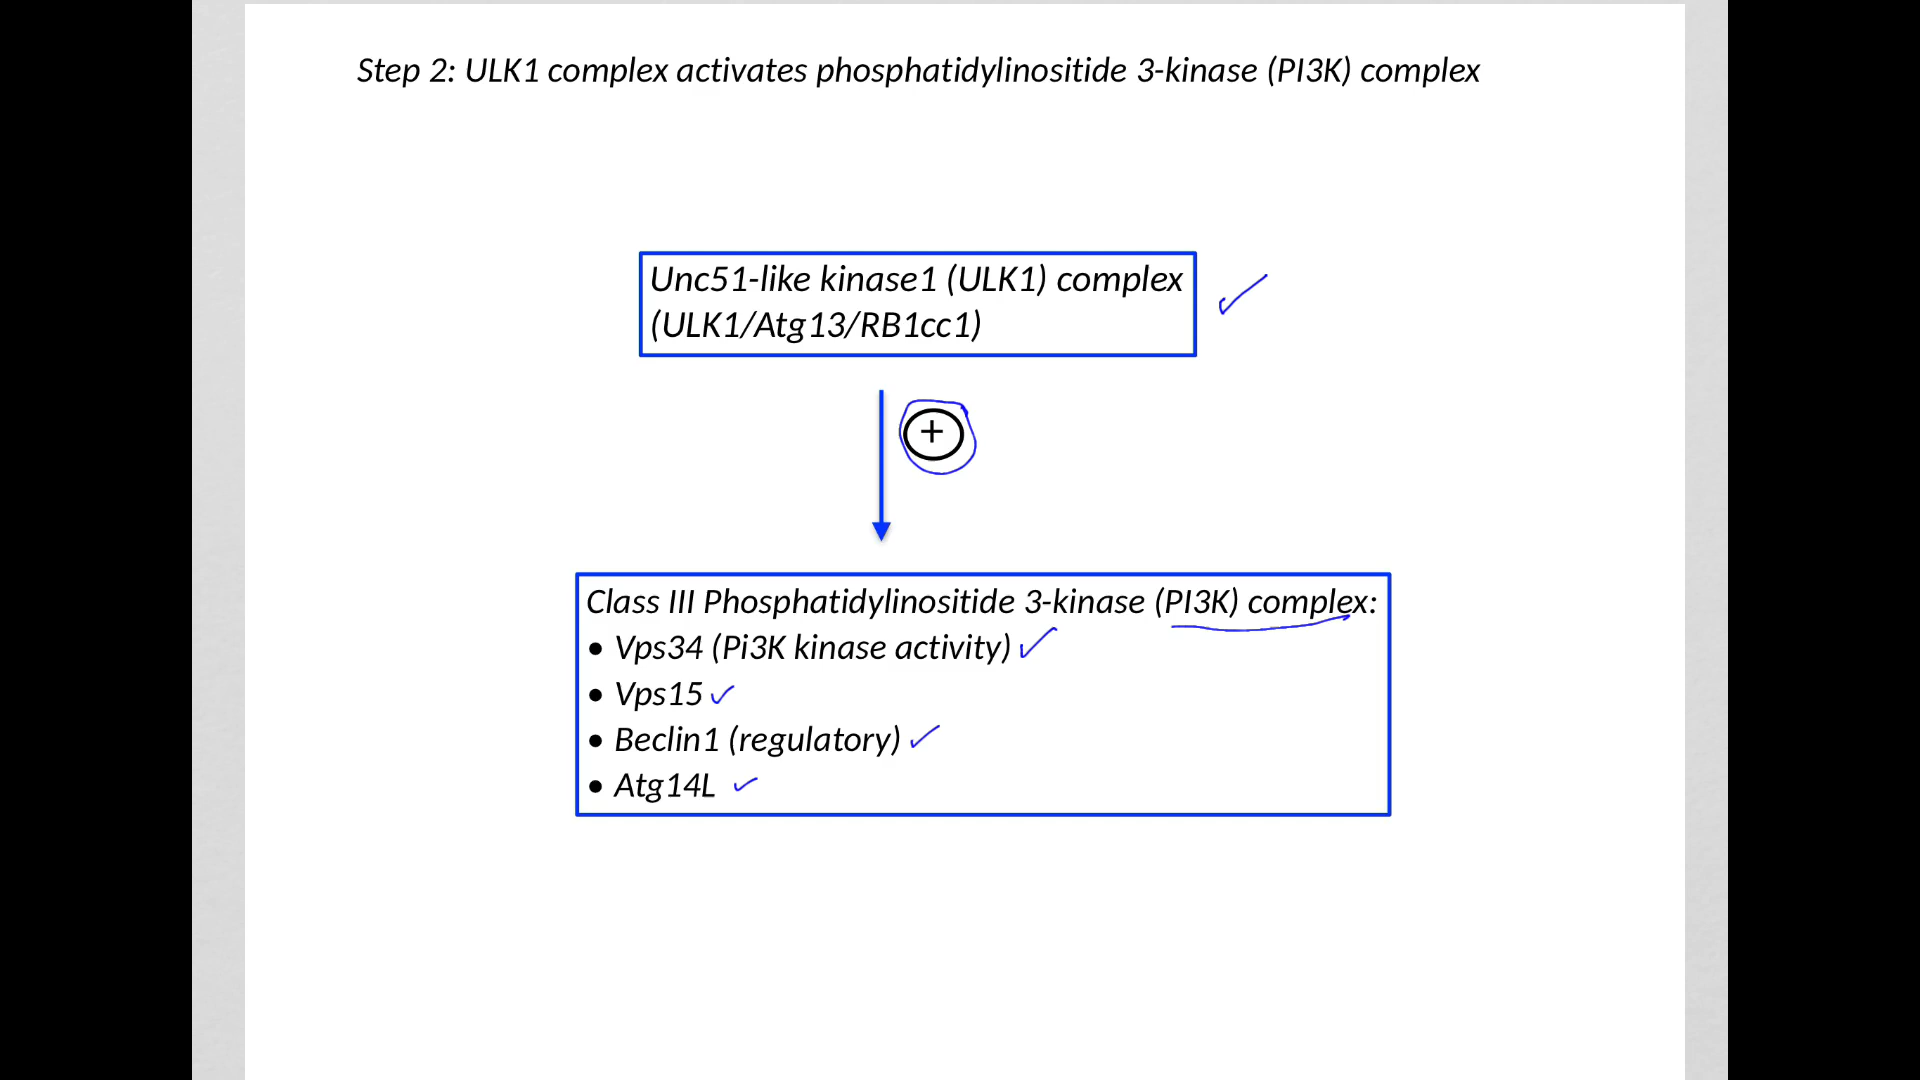 Step 2: ULK1 complex activates phosphatidylinositide 3-kinase (PI3K) complex
Unc51-like kinase1 (ULK1) complex
(ULK1/Atg13/RB1cc1)
+
Class III Phosphatidylinositide 3-kinase (PI3K) complex:
• Vps34 (Pi3K kinase activity)
• Vps15
• Beclin1 (regulatory)
• Atg14L